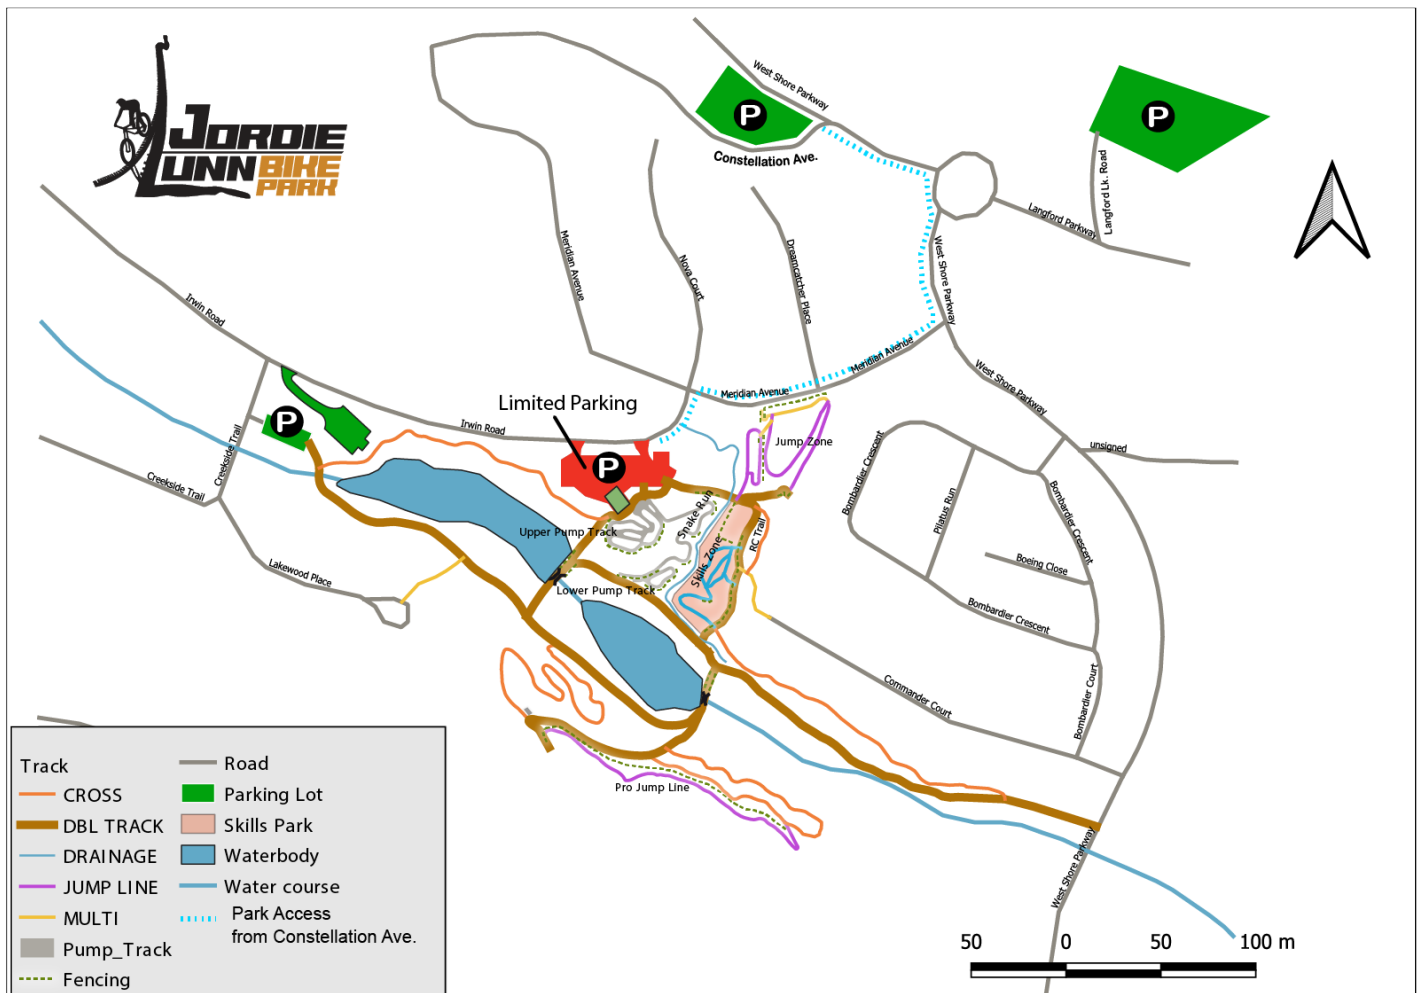 JORDIE
LUNN BIKE
PARK
West Shore Parkway
P
Constellation Ave.
P
Langford Lk. Road
Langford Parkway
Meridian Avenue
Nova Court
Dreamcatcher Place
West Shore Parkway
Irwin Road
Meridian Avenue
Meridian Avenue
West Shore Parkway
Limited Parking
P
Irwin Road
Jump Zone
unsigned
Creekside Trail
Creekside Trail
P
Bombardier Crescent
Pilatus Run
Bombardier Crescent
Boeing Close
Bombardier Crescent
Upper Pump Track
Snake Run
RC Trail
Skills Zone
Lower Pump Track
Lakewood Place
Commander Court
Bombardier Court
Pro Jump Line
West Shore Parkway
Track
CROSS
DBL TRACK
DRAINAGE
JUMP LINE
MULTI
Pump_Track
Fencing
Road
Parking Lot
Skills Park
Waterbody
Water course
Park Access
from Constellation Ave.
50 0 50 100 m